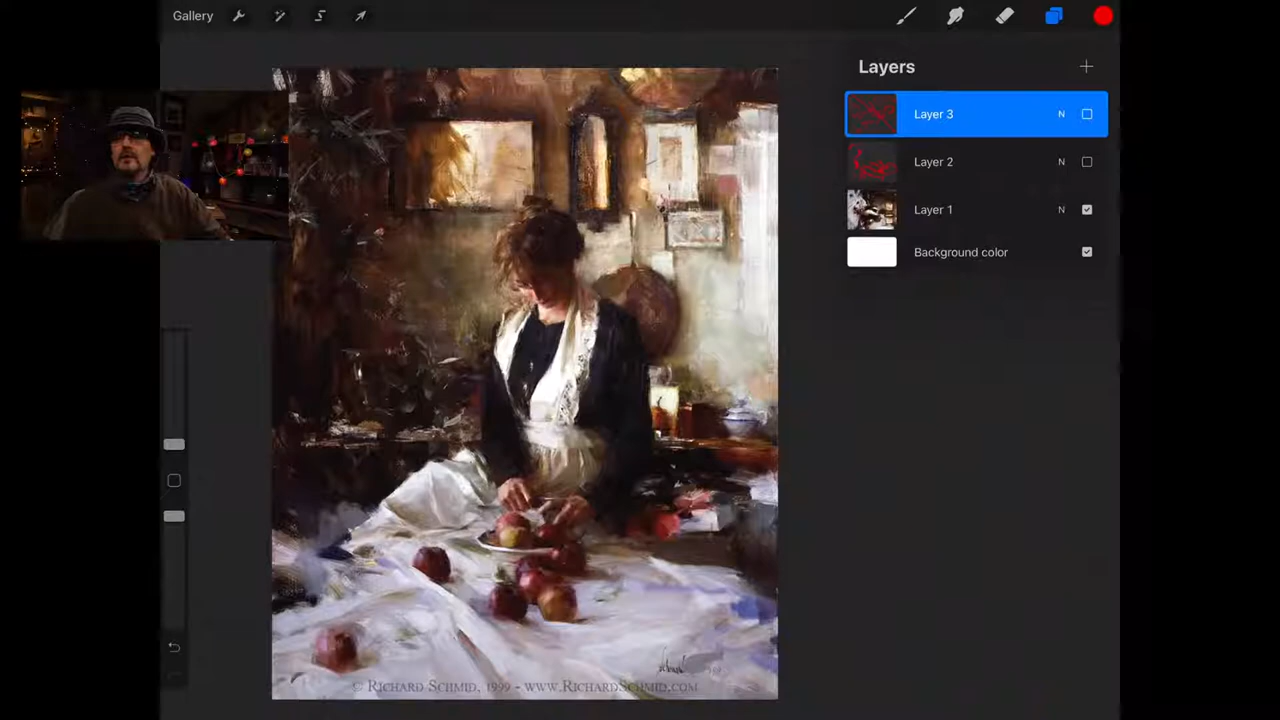 Gallery
Layers
Layer 3 N
Layer 2 N
Layer 1 N
Background color
© Richard Schmid, 1999 - www.RichardSchmid.com